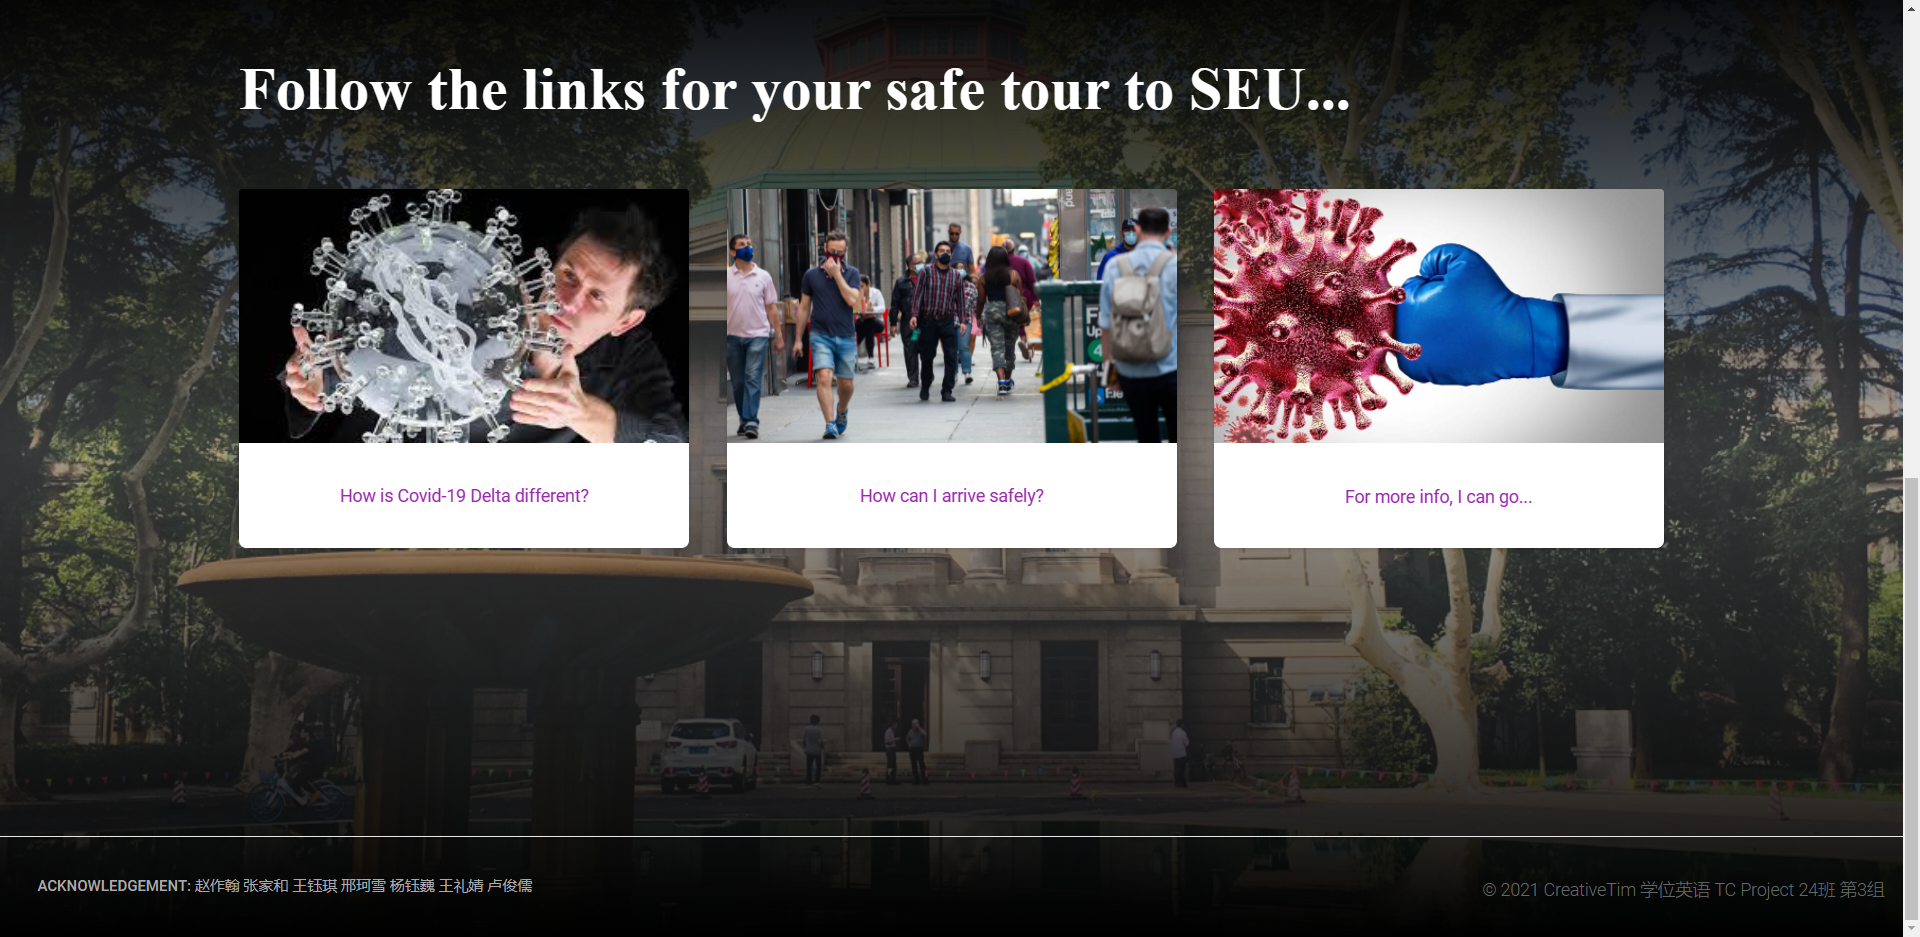 Follow the links for your safe tour to SEU...
How is Covid-19 Delta different?
How can I arrive safely?
For more info, I can go...
ACKNOWLEDGEMENT: 赵作翰 张家和 王钰琪 邢珂雪 杨钰巍 王礼婧 卢俊儒
© 2021 CreativeTim 学位英语 TC Project 24班 第3组